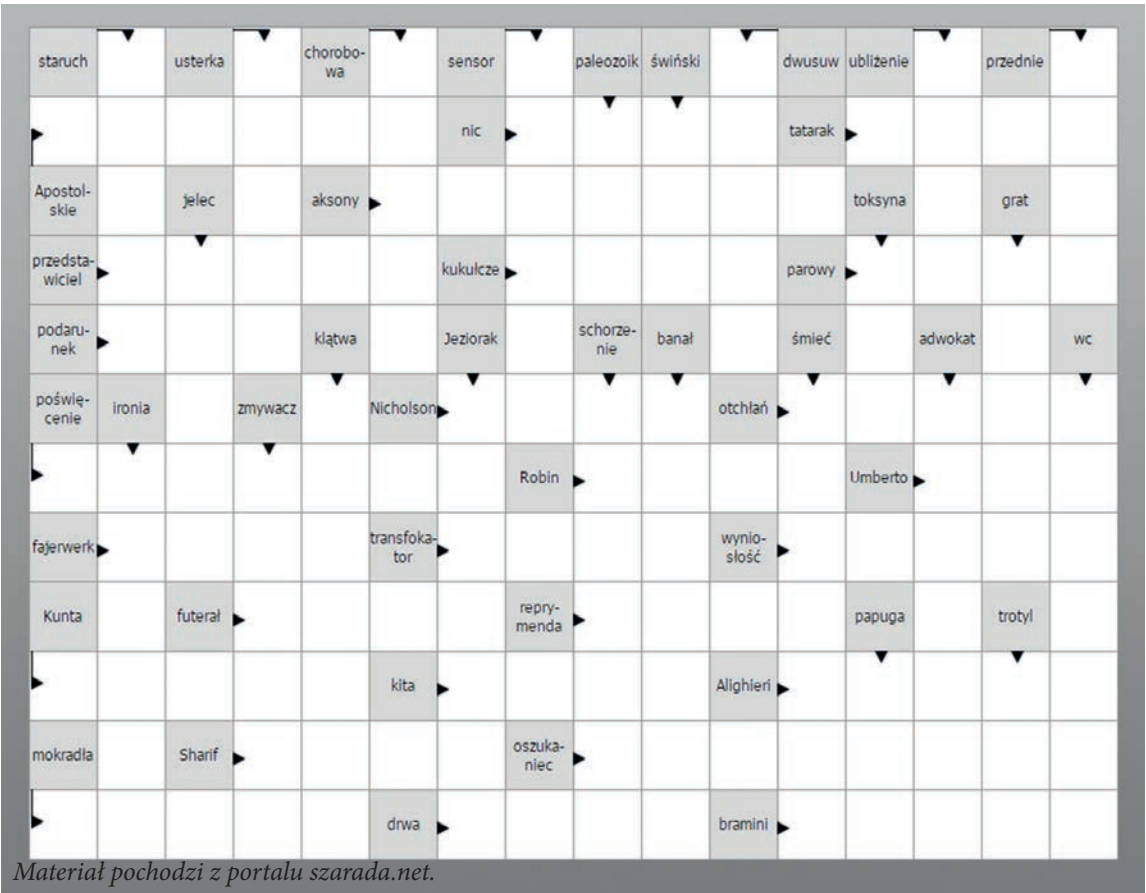 staruch usterka chorobo- sensor paleozoik świński dwusuw ubliżenie przednie
wa
nic tatarak
Apostol- jelec aksony toksyna grat
skie
przedsta- kukułcze parowy
wiciel
podaru- klątwa Jeziorak schorze- banał śmieć adwokat wc
nek nie
poświę- ironia zmywacz Nicholson otchłań
cenie
Robin Umberto
fajerwerk transfoka- wynio-
tor słość
Kunta futerał repry- papuga trotyl
menda
kita Alighieri
mokradła Sharif oszuka-
niec
drwa bramini
Materiał pochodzi z portalu szarada.net.